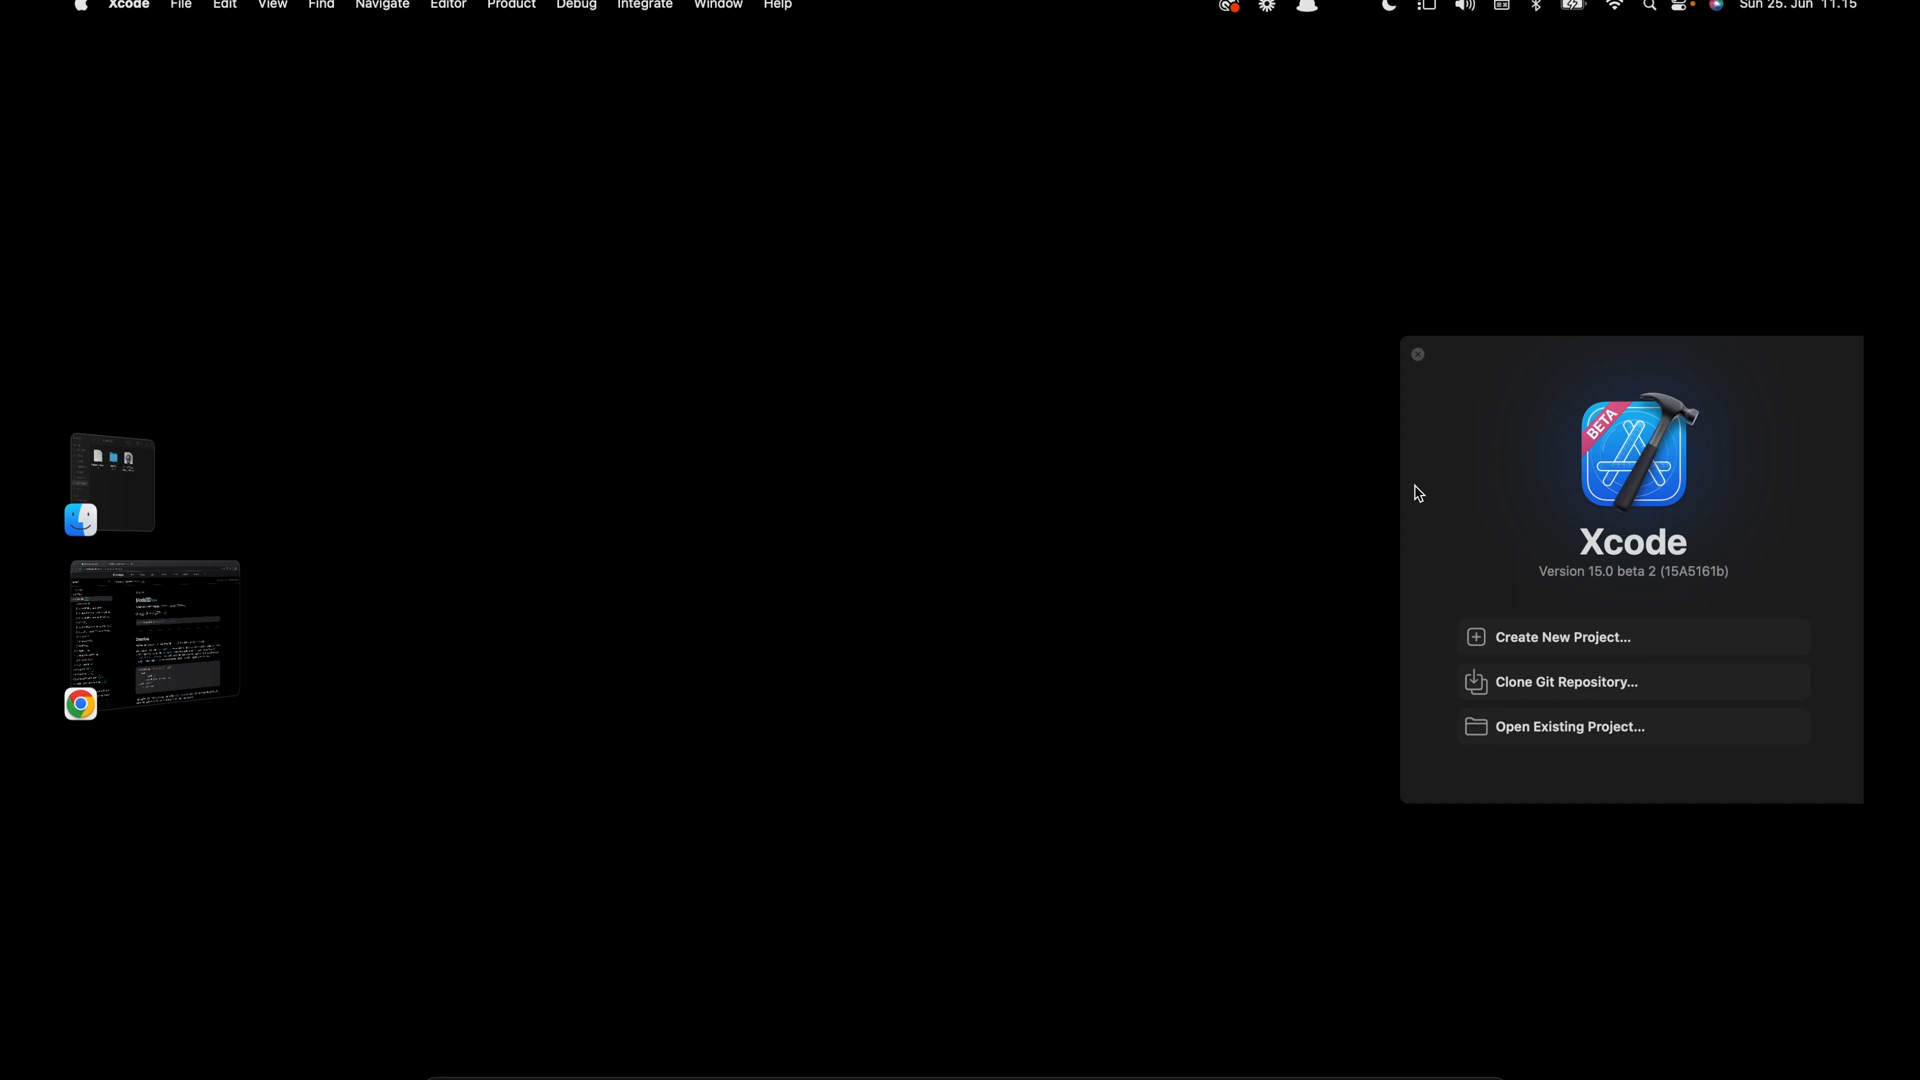 Xcode File Edit View Find Navigate Editor Product Debug Integrate Window Help
Sun 25. Jun 11.15
BETA
Xcode
Version 15.0 beta 2 (15A5161b)
Create New Project...
Clone Git Repository...
Open Existing Project...